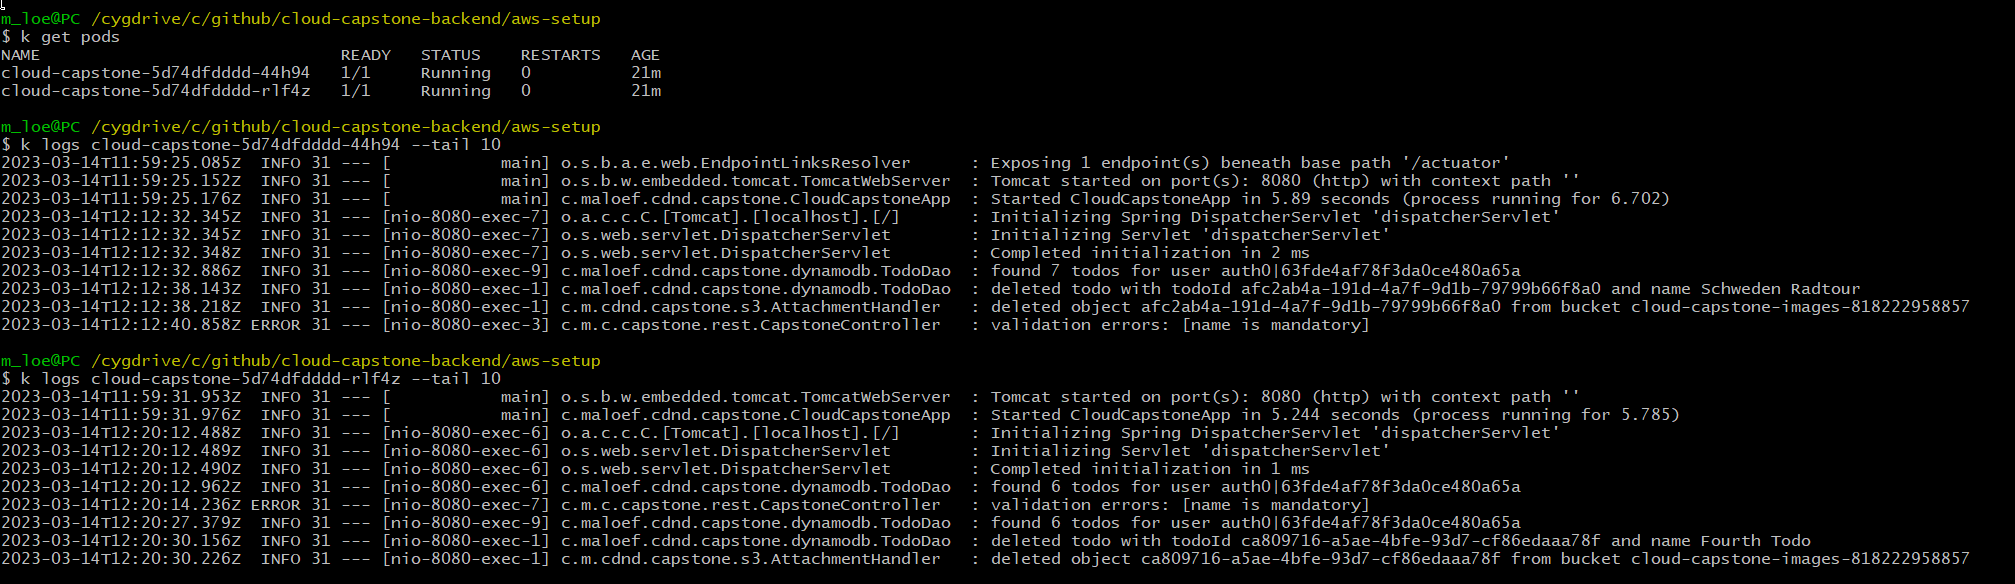 m_loe@PC /cygdrive/c/github/cloud-capstone-backend/aws-setup
$ k get pods
NAME                              READY   STATUS    RESTARTS   AGE
cloud-capstone-5d74dfdddd-44h94   1/1     Running   0          21m
cloud-capstone-5d74dfdddd-rlf4z   1/1     Running   0          21m
m_loe@PC /cygdrive/c/github/cloud-capstone-backend/aws-setup
$ k logs cloud-capstone-5d74dfdddd-44h94 --tail 10
2023-03-14T11:59:25.085Z  INFO 31 --- [           main] o.s.b.a.e.web.EndpointLinksResolver      : Exposing 1 endpoint(s) beneath base path '/actuator'
2023-03-14T11:59:25.152Z  INFO 31 --- [           main] o.s.b.w.embedded.tomcat.TomcatWebServer  : Tomcat started on port(s): 8080 (http) with context path ''
2023-03-14T11:59:25.176Z  INFO 31 --- [           main] c.maloef.cdnd.capstone.CloudCapstoneApp  : Started CloudCapstoneApp in 5.89 seconds (process running for 6.702)
2023-03-14T12:12:32.345Z  INFO 31 --- [nio-8080-exec-7] o.a.c.c.C.[Tomcat].[localhost].[/]       : Initializing Spring DispatcherServlet 'dispatcherServlet'
2023-03-14T12:12:32.345Z  INFO 31 --- [nio-8080-exec-7] o.s.web.servlet.DispatcherServlet        : Initializing Servlet 'dispatcherServlet'
2023-03-14T12:12:32.348Z  INFO 31 --- [nio-8080-exec-7] o.s.web.servlet.DispatcherServlet        : Completed initialization in 2 ms
2023-03-14T12:12:32.886Z  INFO 31 --- [nio-8080-exec-9] c.maloef.cdnd.capstone.dynamodb.TodoDao  : found 7 todos for user auth0|63fde4af78f3da0ce480a65a
2023-03-14T12:12:38.143Z  INFO 31 --- [nio-8080-exec-1] c.maloef.cdnd.capstone.dynamodb.TodoDao  : deleted todo with todoId afc2ab4a-191d-4a7f-9d1b-79799b66f8a0 and name Schweden Radtour
2023-03-14T12:12:38.218Z  INFO 31 --- [nio-8080-exec-1] c.m.cdnd.capstone.s3.AttachmentHandler   : deleted object afc2ab4a-191d-4a7f-9d1b-79799b66f8a0 from bucket cloud-capstone-images-818222958857
2023-03-14T12:12:40.858Z ERROR 31 --- [nio-8080-exec-3] c.m.c.capstone.rest.CapstoneController   : validation errors: [name is mandatory]
m_loe@PC /cygdrive/c/github/cloud-capstone-backend/aws-setup
$ k logs cloud-capstone-5d74dfdddd-rlf4z --tail 10
2023-03-14T11:59:31.953Z  INFO 31 --- [           main] o.s.b.w.embedded.tomcat.TomcatWebServer  : Tomcat started on port(s): 8080 (http) with context path ''
2023-03-14T11:59:31.976Z  INFO 31 --- [           main] c.maloef.cdnd.capstone.CloudCapstoneApp  : Started CloudCapstoneApp in 5.244 seconds (process running for 5.785)
2023-03-14T12:20:12.488Z  INFO 31 --- [nio-8080-exec-6] o.a.c.c.C.[Tomcat].[localhost].[/]       : Initializing Spring DispatcherServlet 'dispatcherServlet'
2023-03-14T12:20:12.489Z  INFO 31 --- [nio-8080-exec-6] o.s.web.servlet.DispatcherServlet        : Initializing Servlet 'dispatcherServlet'
2023-03-14T12:20:12.490Z  INFO 31 --- [nio-8080-exec-6] o.s.web.servlet.DispatcherServlet        : Completed initialization in 1 ms
2023-03-14T12:20:12.962Z  INFO 31 --- [nio-8080-exec-6] c.maloef.cdnd.capstone.dynamodb.TodoDao  : found 6 todos for user auth0|63fde4af78f3da0ce480a65a
2023-03-14T12:20:14.236Z ERROR 31 --- [nio-8080-exec-7] c.m.c.capstone.rest.CapstoneController   : validation errors: [name is mandatory]
2023-03-14T12:20:27.379Z  INFO 31 --- [nio-8080-exec-9] c.maloef.cdnd.capstone.dynamodb.TodoDao  : found 6 todos for user auth0|63fde4af78f3da0ce480a65a
2023-03-14T12:20:30.156Z  INFO 31 --- [nio-8080-exec-1] c.maloef.cdnd.capstone.dynamodb.TodoDao  : deleted todo with todoId ca809716-a5ae-4bfe-93d7-cf86edaaa78f and name Fourth Todo
2023-03-14T12:20:30.226Z  INFO 31 --- [nio-8080-exec-1] c.m.cdnd.capstone.s3.AttachmentHandler   : deleted object ca809716-a5ae-4bfe-93d7-cf86edaaa78f from bucket cloud-capstone-images-818222958857